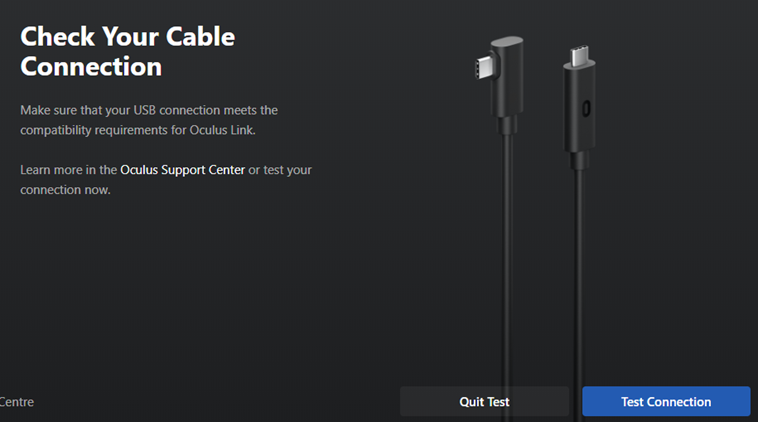 Check Your Cable
Connection
Make sure that your USB connection meets the
compatibility requirements for Oculus Link.
Learn more in the Oculus Support Center or test your
connection now.
Centre
Quit Test
Test Connection